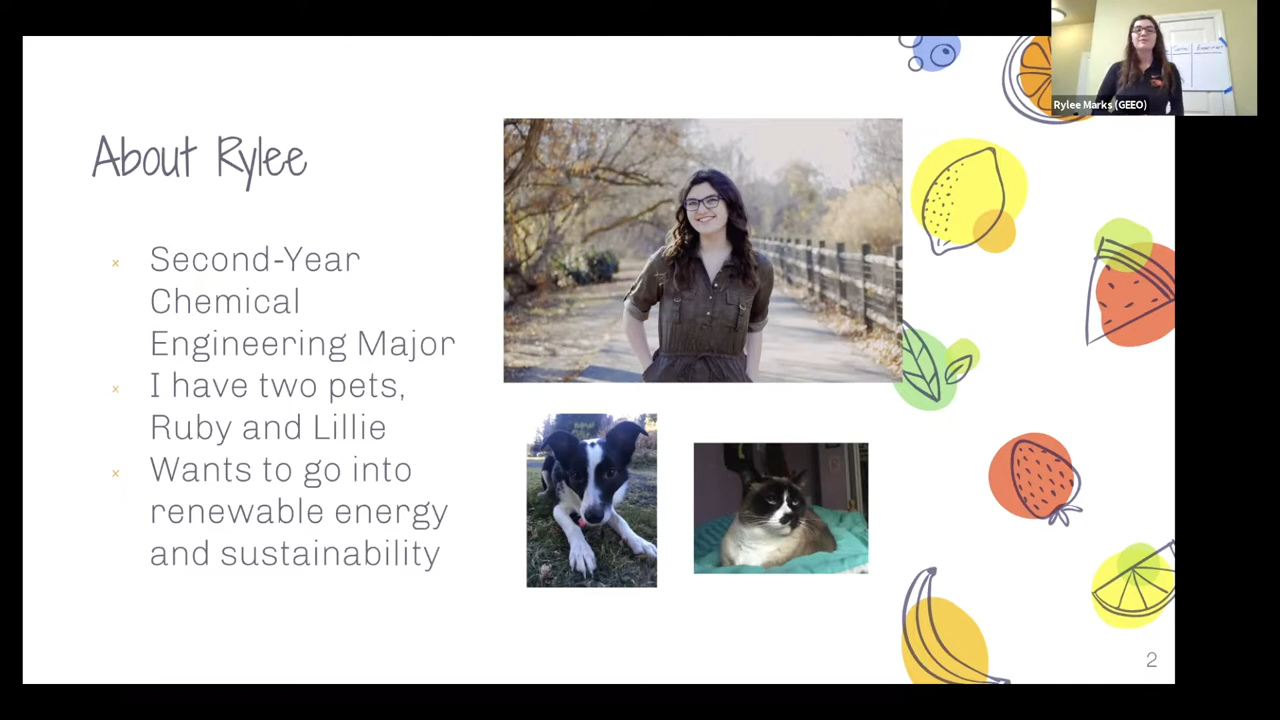 Rylee Marks (GEEO)
About Rylee
× Second-Year
Chemical
Engineering Major
× I have two pets,
Ruby and Lillie
× Wants to go into
renewable energy
and sustainability
2